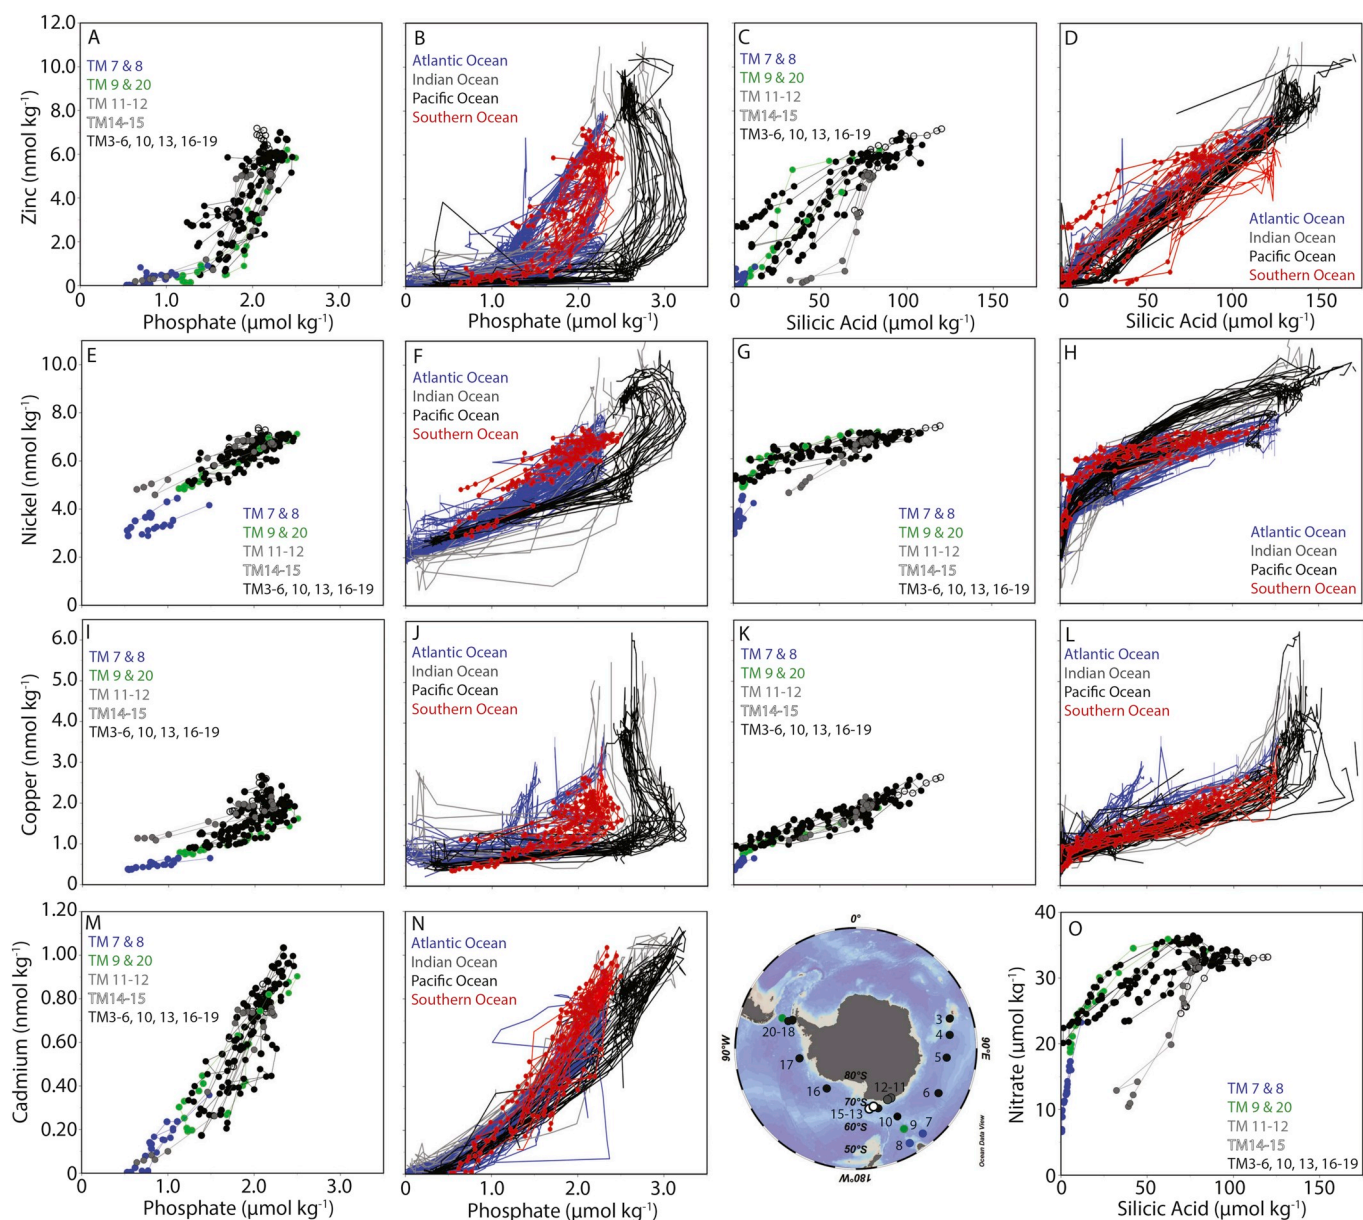 A
TM 7 & 8
TM 9 & 20
TM 11-12
TM14-15
TM3-6, 10, 13, 16-19
12.0
10.0
8.0
6.0
4.0
2.0
0
Zinc (nmol kg⁻¹)
0 1.0 2.0 3.0
Phosphate (µmol kg⁻¹)
B
Atlantic Ocean
Indian Ocean
Pacific Ocean
Southern Ocean
0 1.0 2.0 3.0
Phosphate (µmol kg⁻¹)
C
TM 7 & 8
TM 9 & 20
TM 11-12
TM14-15
TM3-6, 10, 13, 16-19
0 50 100 150
Silicic Acid (µmol kg⁻¹)
D
Atlantic Ocean
Indian Ocean
Pacific Ocean
Southern Ocean
0 50 100 150
Silicic Acid (µmol kg⁻¹)
E
10.0
8.0
6.0
4.0
2.0
0
Nickel (nmol kg⁻¹)
TM 7 & 8
TM 9 & 20
TM 11-12
TM14-15
TM3-6, 10, 13, 16-19
F
Atlantic Ocean
Indian Ocean
Pacific Ocean
Southern Ocean
G
TM 7 & 8
TM 9 & 20
TM 11-12
TM14-15
TM3-6, 10, 13, 16-19
H
Atlantic Ocean
Indian Ocean
Pacific Ocean
Southern Ocean
I
TM 7 & 8
TM 9 & 20
TM 11-12
TM14-15
TM3-6, 10, 13, 16-19
6.0
5.0
4.0
3.0
2.0
1.0
0
Copper (nmol kg⁻¹)
J
Atlantic Ocean
Indian Ocean
Pacific Ocean
Southern Ocean
K
TM 7 & 8
TM 9 & 20
TM 11-12
TM14-15
TM3-6, 10, 13, 16-19
L
Atlantic Ocean
Indian Ocean
Pacific Ocean
Southern Ocean
M
TM 7 & 8
TM 9 & 20
TM 11-12
TM14-15
TM3-6, 10, 13, 16-19
1.20
1.00
0.80
0.60
0.40
0.20
0
Cadmium (nmol kg⁻¹)
0 1.0 2.0 3.0
Phosphate (µmol kg⁻¹)
N
Atlantic Ocean
Indian Ocean
Pacific Ocean
Southern Ocean
0 1.0 2.0 3.0
Phosphate (µmol kg⁻¹)
0°
90°W
90°E
180°W
20-18
17
16
15-13
12-11
10
9
8
7
6
5
4
3
80°S
70°S
60°S
50°S
Ocean Data View
O
40
30
20
10
0
Nitrate (µmol kg⁻¹)
TM 7 & 8
TM 9 & 20
TM 11-12
TM14-15
TM3-6, 10, 13, 16-19
0 50 100 150
Silicic Acid (µmol kg⁻¹)